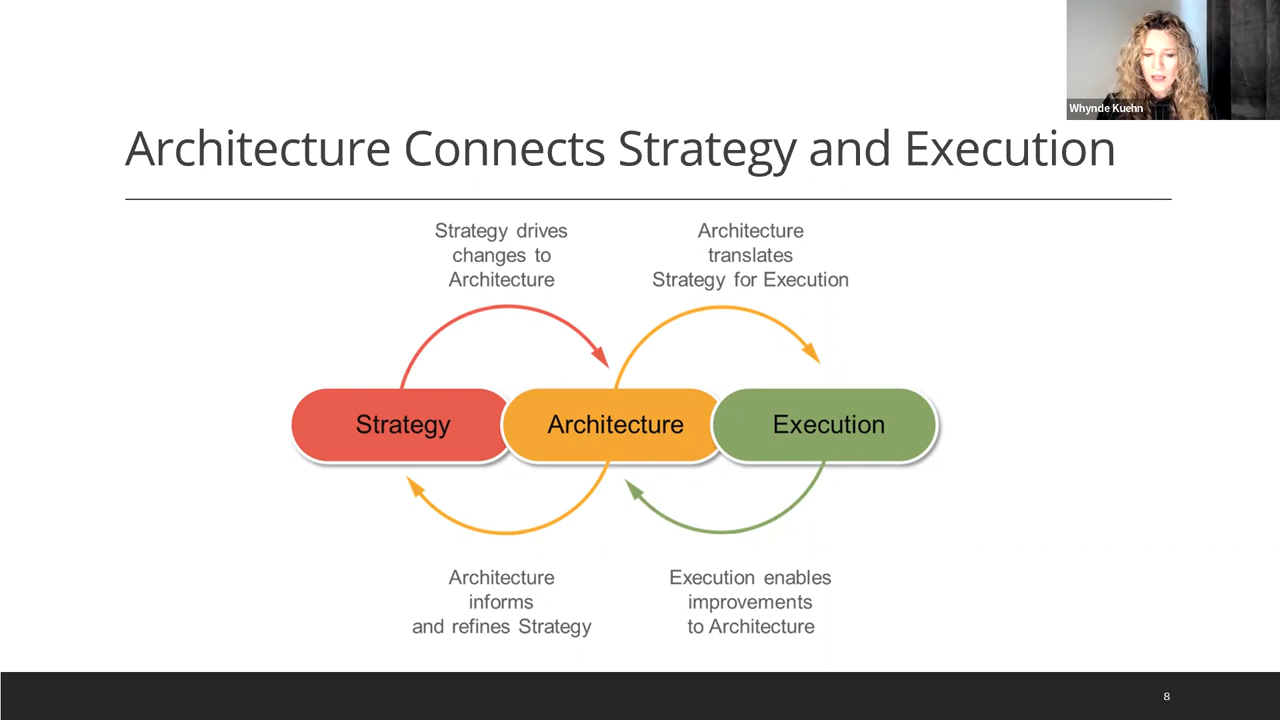 Whynde Kuehn
Architecture Connects Strategy and Execution
Strategy drives
changes to
Architecture
Architecture
translates
Strategy for Execution
Strategy
Architecture
Execution
Architecture
informs
and refines Strategy
Execution enables
improvements
to Architecture
8